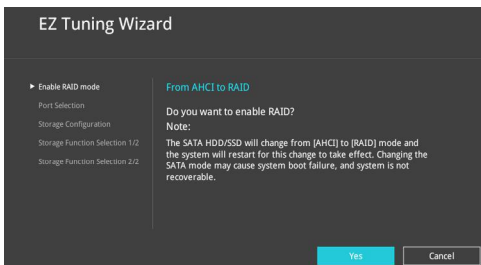 EZ Tuning Wizard
Enable RAID mode
Port Selection
Storage Configuration
Storage Function Selection 1/2
Storage Function Selection 2/2
From AHCI to RAID
Do you want to enable RAID?
Note:
The SATA HDD/SSD will change from [AHCI] to [RAID] mode and
the system will restart for this change to take effect. Changing the
SATA mode may cause system boot failure, and system is not
recoverable.
Yes
Cancel